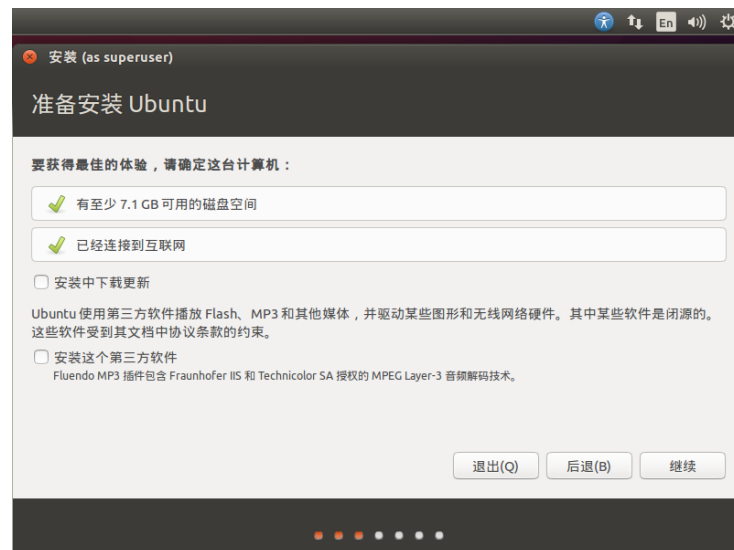 En
安装 (as superuser)
准备安装 Ubuntu
要获得最佳的体验，请确定这台计算机：
有至少 7.1 GB 可用的磁盘空间
已经连接到互联网
安装中下载更新
Ubuntu 使用第三方软件播放 Flash、MP3 和其他媒体，并驱动某些图形和无线网络硬件。其中某些软件是闭源的。
这些软件受到其文档中协议条款的约束。
安装这个第三方软件
Fluendo MP3 插件包含 Fraunhofer IIS 和 Technicolor SA 授权的 MPEG Layer-3 音频解码技术。
退出(Q) 后退(B) 继续